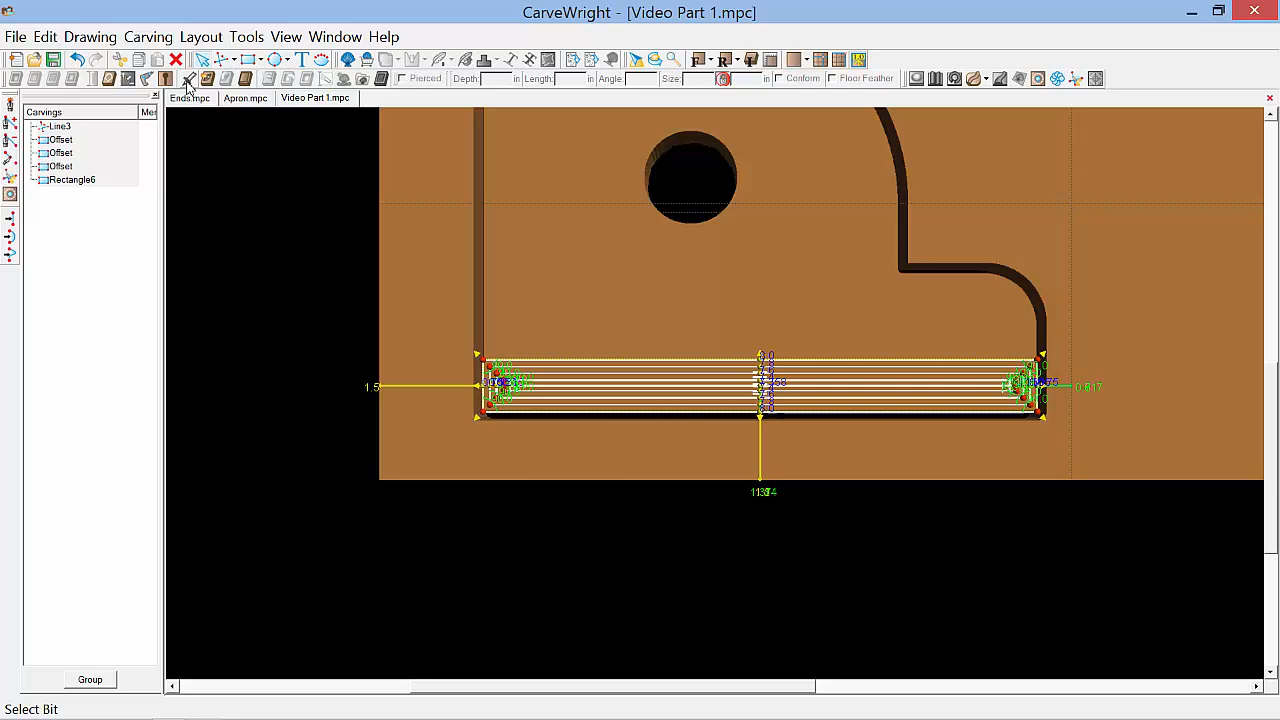 CarveWright - [Video Part 1.mpc]
File Edit Drawing Carving Layout Tools View Window Help
Pierced Depth: in Length: in Angle: Size: in Conform Floor Feather
Ends.mpc Apron.mpc Video Part 1.mpc
Carvings
Line3
Offset
Offset
Offset
Rectangle6
1.5
Group
Select Bit